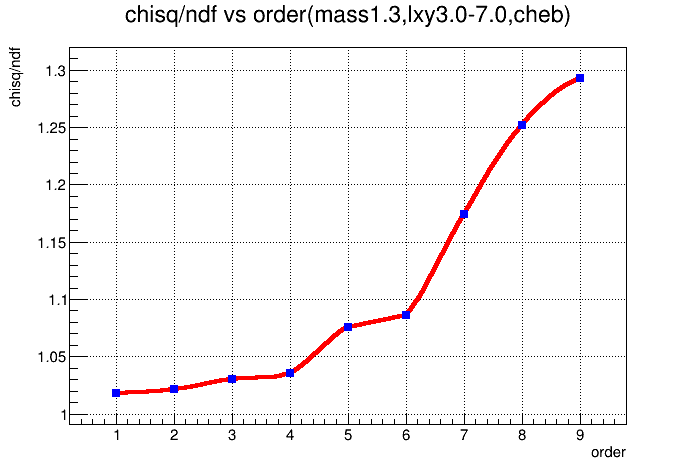 chisq/ndf vs order(mass1.3,lxy3.0-7.0,cheb)
chisq/ndf
1.3
1.25
1.2
1.15
1.1
1.05
1
1 2 3 4 5 6 7 8 9
order